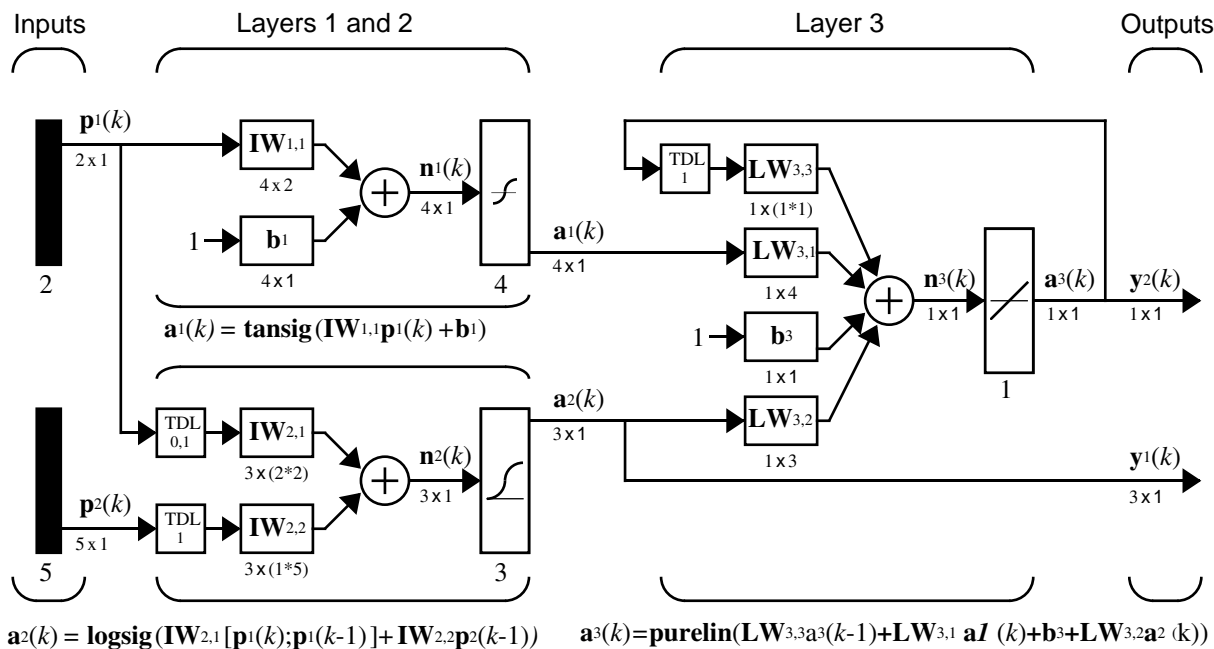 Inputs
Layers 1 and 2
Layer 3
Outputs
p1(k)
2 x 1
2
IW1,1
4 x 2
1
b1
4 x 1
n1(k)
4 x 1
4
a1(k)
4 x 1
a1(k) = tansig (IW1,1p1(k) +b1)
TDL
1
LW3,3
1 x (1*1)
LW3,1
1 x 4
1
b3
1 x 1
LW3,2
1 x 3
n3(k)
1 x 1
1
a3(k)
1 x 1
y2(k)
1 x 1
p2(k)
5 x 1
5
TDL
0,1
IW2,1
3 x (2*2)
TDL
1
IW2,2
3 x (1*5)
n2(k)
3 x 1
3
a2(k)
3 x 1
y1(k)
3 x 1
a2(k) = logsig (IW2,1 [p1(k);p1(k-1)]+ IW2,2p2(k-1))
a3(k)=purelin(LW3,3a3(k-1)+LW3,1 a1 (k)+b3+LW3,2a2 (k))